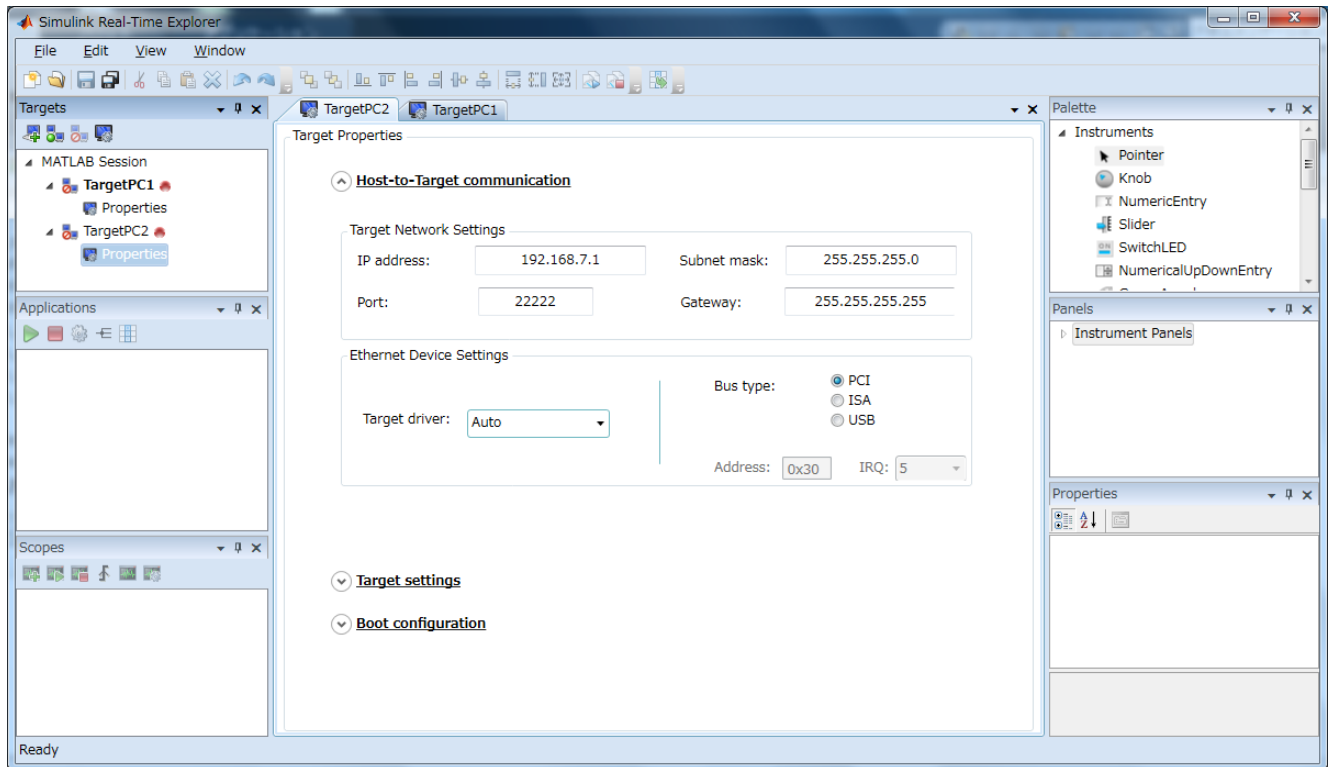 Simulink Real-Time Explorer
File Edit View Window
Targets
MATLAB Session
TargetPC1
Properties
TargetPC2
Properties
Applications
Scopes
TargetPC2 TargetPC1
Target Properties
Host-to-Target communication
Target Network Settings
IP address: 192.168.7.1 Subnet mask: 255.255.255.0
Port: 22222 Gateway: 255.255.255.255
Ethernet Device Settings
Target driver: Auto
Bus type: PCI
ISA
USB
Address: 0x30 IRQ: 5
Target settings
Boot configuration
Palette
Instruments
Pointer
Knob
NumericEntry
Slider
SwitchLED
NumericalUpDownEntry
Panels
Instrument Panels
Properties
Ready